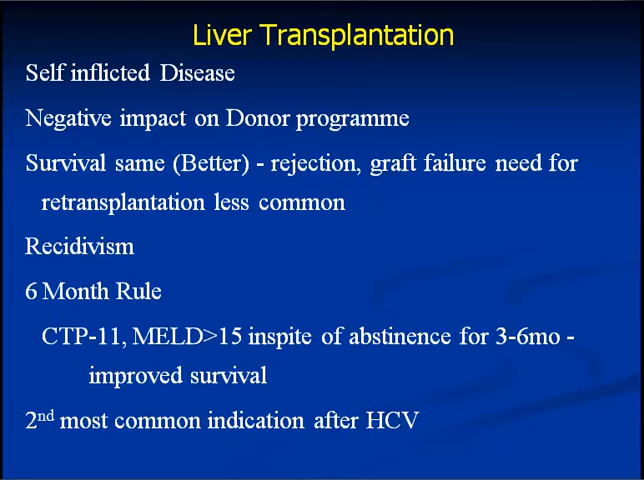 Liver Transplantation
Self inflicted Disease
Negative impact on Donor programme
Survival same (Better) - rejection, graft failure need for
retransplantation less common
Recidivism
6 Month Rule
CTP-11, MELD>15 inspite of abstinence for 3-6mo -
improved survival
2nd most common indication after HCV